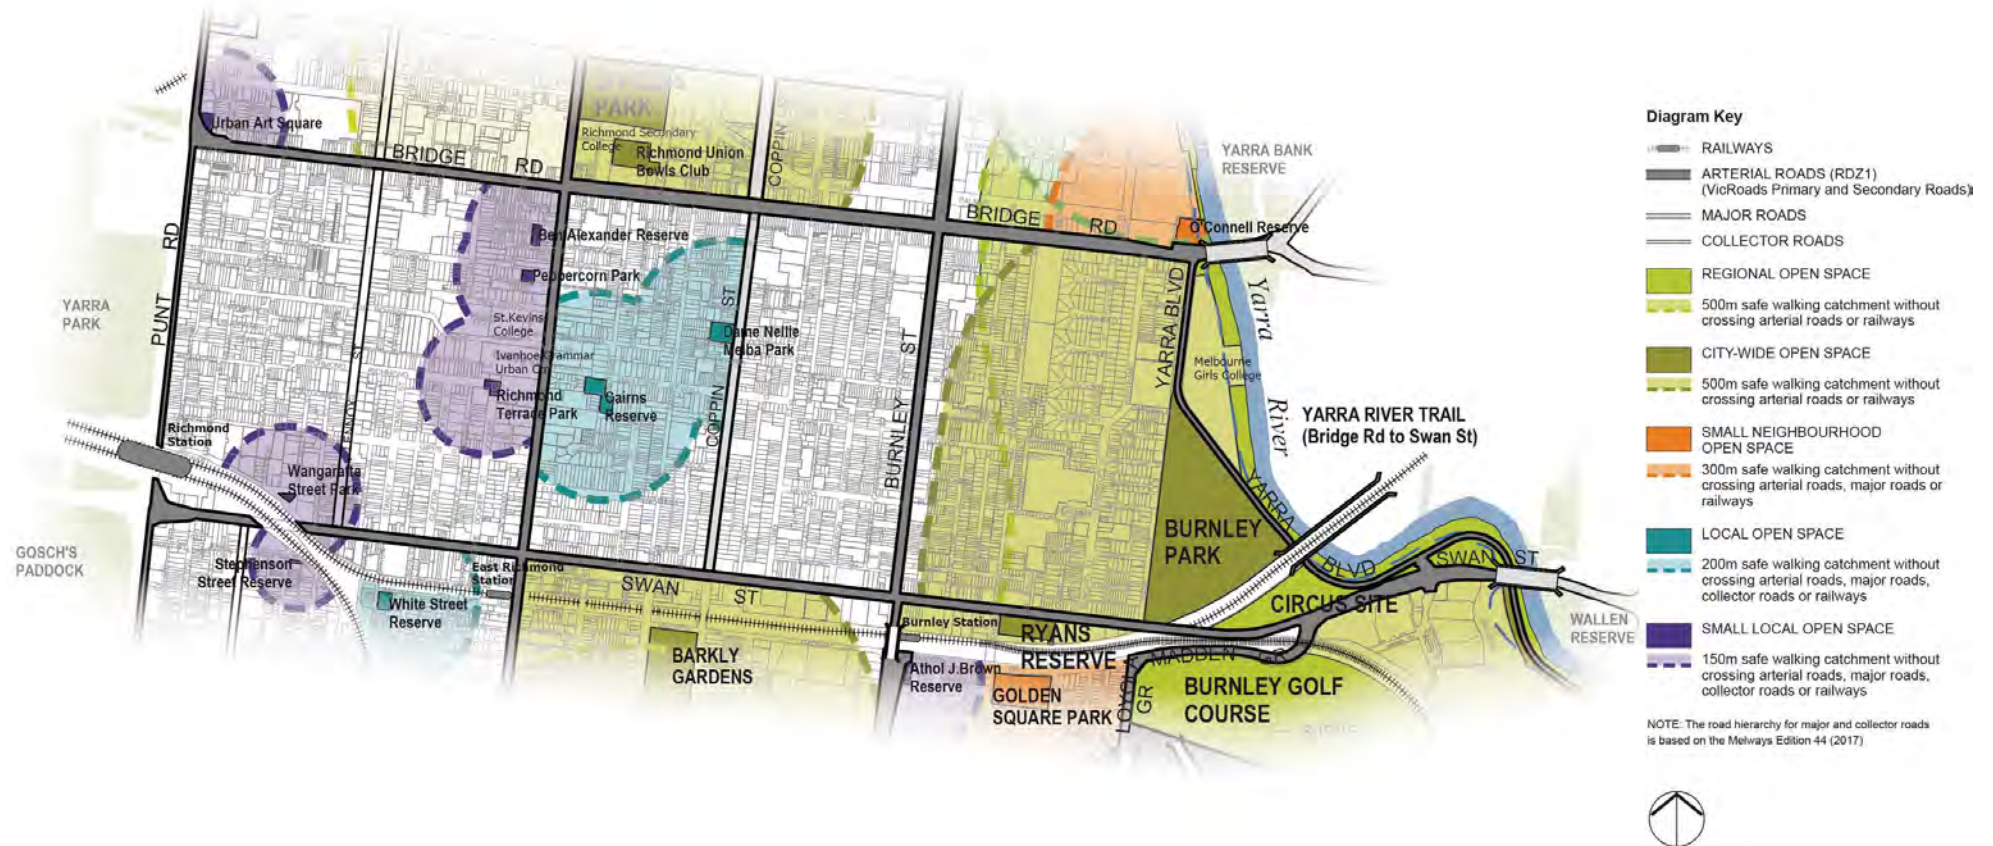 PARK
Urban Art Square
Richmond Secondary
College
Richmond Union
Bowls Club
COPPIN
BRIDGE RD
YARRA BANK
RESERVE
BRIDGE RD
O'Connell Reserve
PUNT RD
Ben Alexander Reserve
Peppercorn Park
YARRA
PARK
St.Kevins
College
Dame Nellie
Melba Park
Ivanhoe Grammar
Urban
Richmond
Terrace Park
Cairns
Reserve
COPPIN ST
BURNLEY ST
YARRA BLVD
Melbourne
Girls College
Yarra River
YARRA RIVER TRAIL
(Bridge Rd to Swan St)
Richmond
Station
Wangaratta
Street Park
ST
BURNLEY
PARK
YARRA BLVD
GOSCH'S
PADDOCK
Stephenson
Street Reserve
East Richmond
Station
White Street
Reserve
SWAN ST
SWAN ST
CIRCUS SITE
WALLEN
RESERVE
Burnley Station
RYANS
RESERVE
BARKLY
GARDENS
Athol J.Brown
Reserve
GOLDEN
SQUARE PARK
LOYOLA
GR
MADDEN GR
BURNLEY GOLF
COURSE
Diagram Key
RAILWAYS
ARTERIAL ROADS (RDZ1)
(VicRoads Primary and Secondary Roads)
MAJOR ROADS
COLLECTOR ROADS
REGIONAL OPEN SPACE
500m safe walking catchment without
crossing arterial roads or railways
CITY-WIDE OPEN SPACE
500m safe walking catchment without
crossing arterial roads or railways
SMALL NEIGHBOURHOOD
OPEN SPACE
300m safe walking catchment without
crossing arterial roads, major roads or
railways
LOCAL OPEN SPACE
200m safe walking catchment without
crossing arterial roads, major roads,
collector roads or railways
SMALL LOCAL OPEN SPACE
150m safe walking catchment without
crossing arterial roads, major roads,
collector roads or railways
NOTE: The road hierarchy for major and collector roads
is based on the Melways Edition 44 (2017)